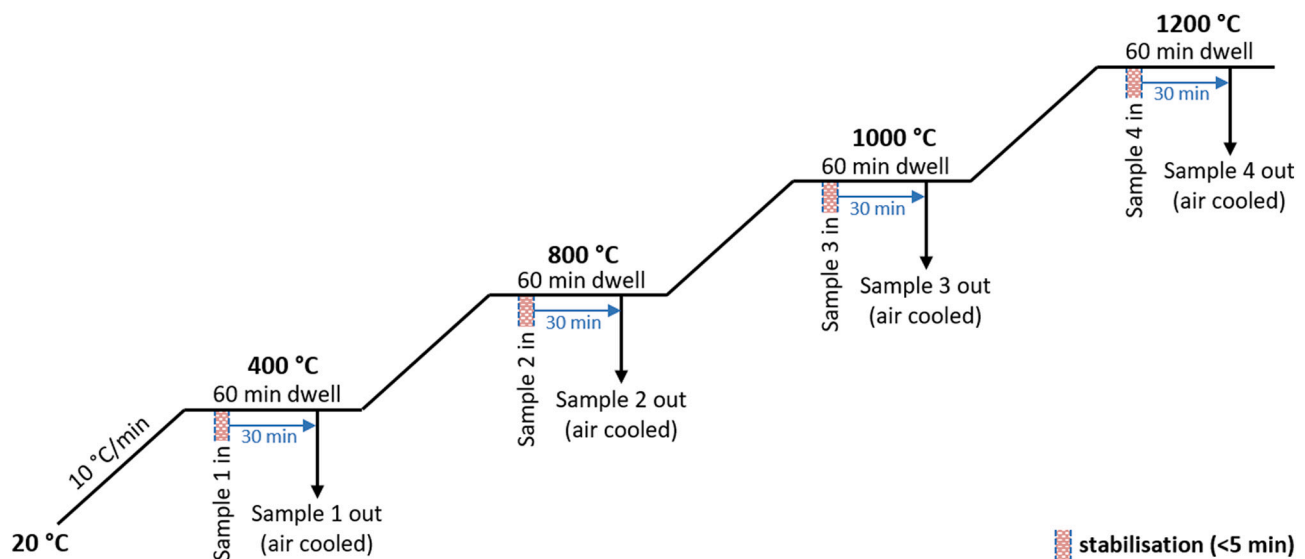 1200 °C
60 min dwell
30 min
Sample 4 in
Sample 4 out
(air cooled)
1000 °C
60 min dwell
30 min
Sample 3 in
Sample 3 out
(air cooled)
800 °C
60 min dwell
30 min
Sample 2 in
Sample 2 out
(air cooled)
400 °C
60 min dwell
30 min
Sample 1 in
Sample 1 out
(air cooled)
10 °C/min
20 °C
stabilisation (<5 min)